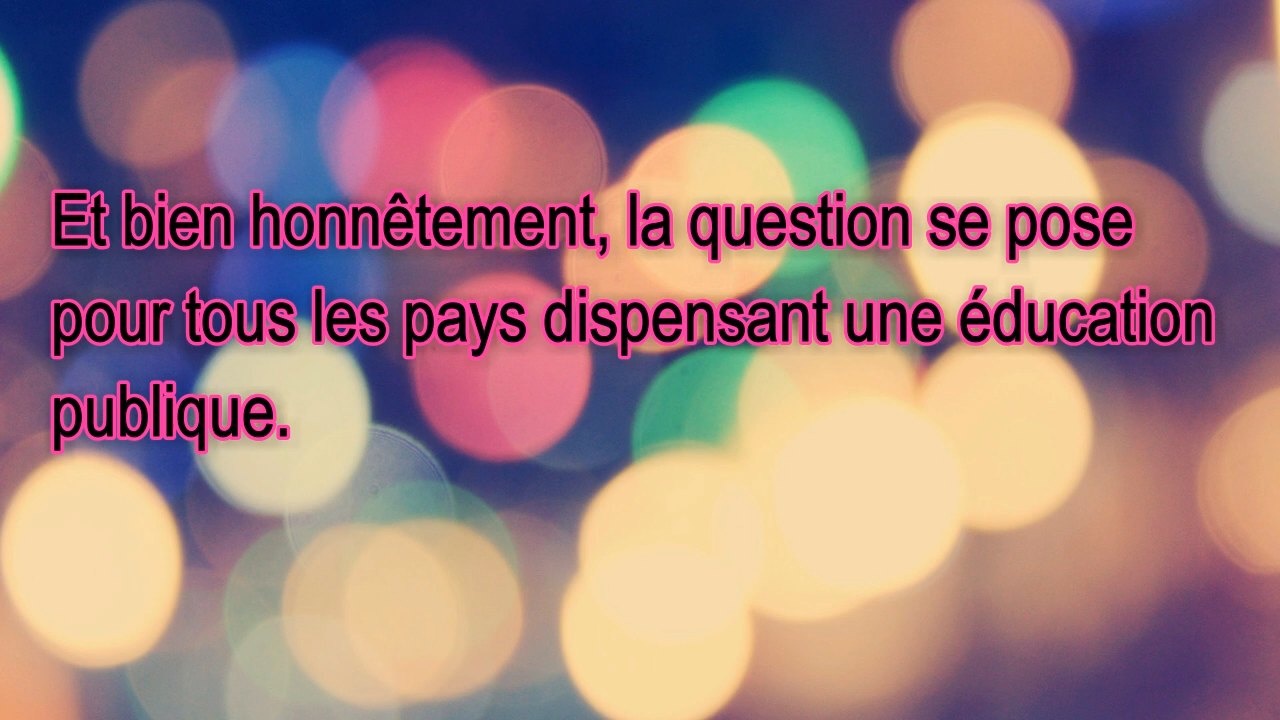 Et bien honnêtement, la question se pose
pour tous les pays dispensant une éducation
publique.